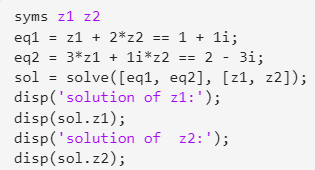 syms z1 z2
eq1 = z1 + 2*z2 == 1 + 1i;
eq2 = 3*z1 + 1i*z2 == 2 - 3i;
sol = solve([eq1, eq2], [z1, z2]);
disp('solution of z1:');
disp(sol.z1);
disp('solution of  z2:');
disp(sol.z2);